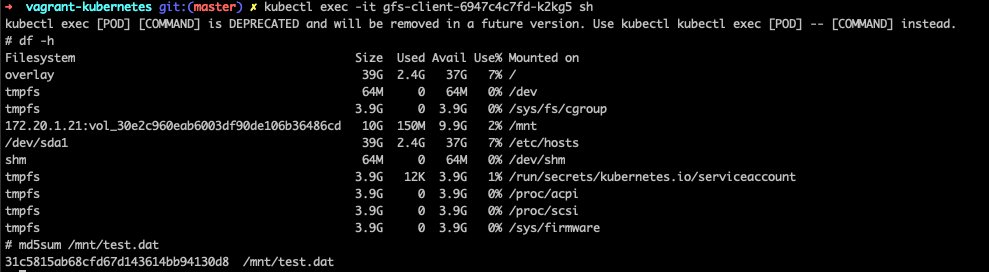 ➜  vagrant-kubernetes git:(master) ✗ kubectl exec -it gfs-client-6947c4c7fd-k2kg5 sh
kubectl exec [POD] [COMMAND] is DEPRECATED and will be removed in a future version. Use kubectl kubectl exec [POD] -- [COMMAND] instead.
# df -h
Filesystem                                      Size  Used Avail Use% Mounted on
overlay                                          39G  2.4G   37G   7% /
tmpfs                                            64M     0   64M   0% /dev
tmpfs                                           3.9G     0  3.9G   0% /sys/fs/cgroup
172.20.1.21:vol_30e2c960eab6003df90de106b36486cd   10G  150M  9.9G   2% /mnt
/dev/sda1                                        39G  2.4G   37G   7% /etc/hosts
shm                                              64M     0   64M   0% /dev/shm
tmpfs                                           3.9G   12K  3.9G   1% /run/secrets/kubernetes.io/serviceaccount
tmpfs                                           3.9G     0  3.9G   0% /proc/acpi
tmpfs                                           3.9G     0  3.9G   0% /proc/scsi
tmpfs                                           3.9G     0  3.9G   0% /sys/firmware
# md5sum /mnt/test.dat
31c5815ab68cfd67d143614bb94130d8  /mnt/test.dat